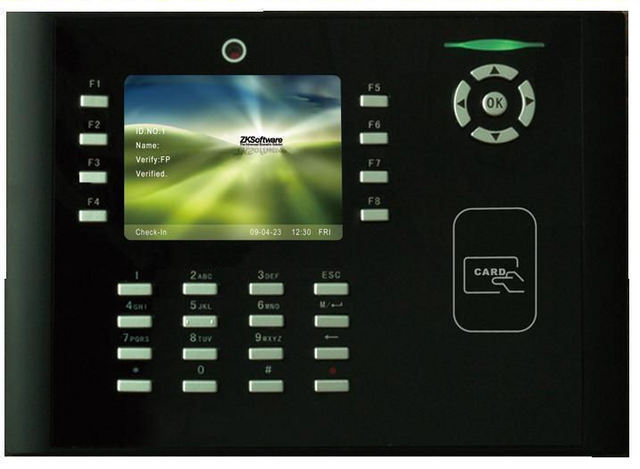 F1
F2
F3
F4
F5
F6
F7
F8
ID.NO:1
Name:
Verify:FP
Verified.
ZKSoftware
Check-In 09-04-23 12:30 FRI
OK
CARD
1 2ABC 3DEF ESC
4GHI 5JKL 6MNO M/↵
7PQRS 8TUV 9WXYZ ←
* 0 #